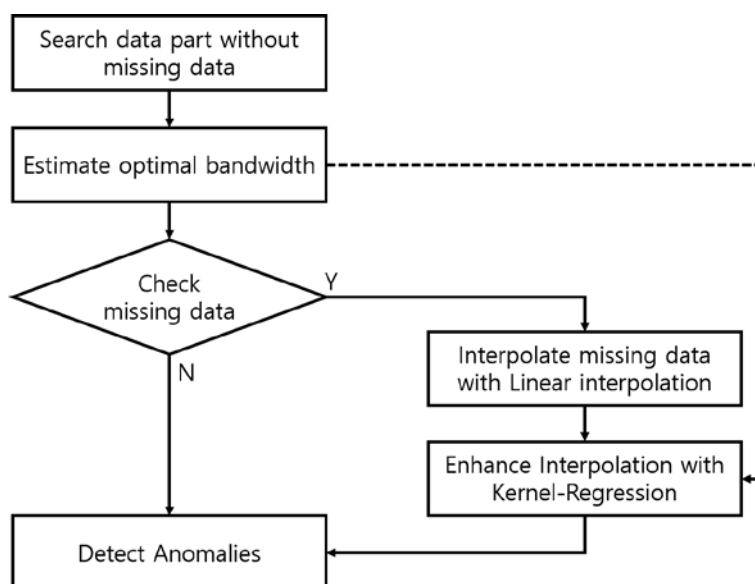 Search data part without
missing data
Estimate optimal bandwidth
Check
missing data
Y
N
Interpolate missing data
with Linear interpolation
Enhance Interpolation with
Kernel-Regression
Detect Anomalies